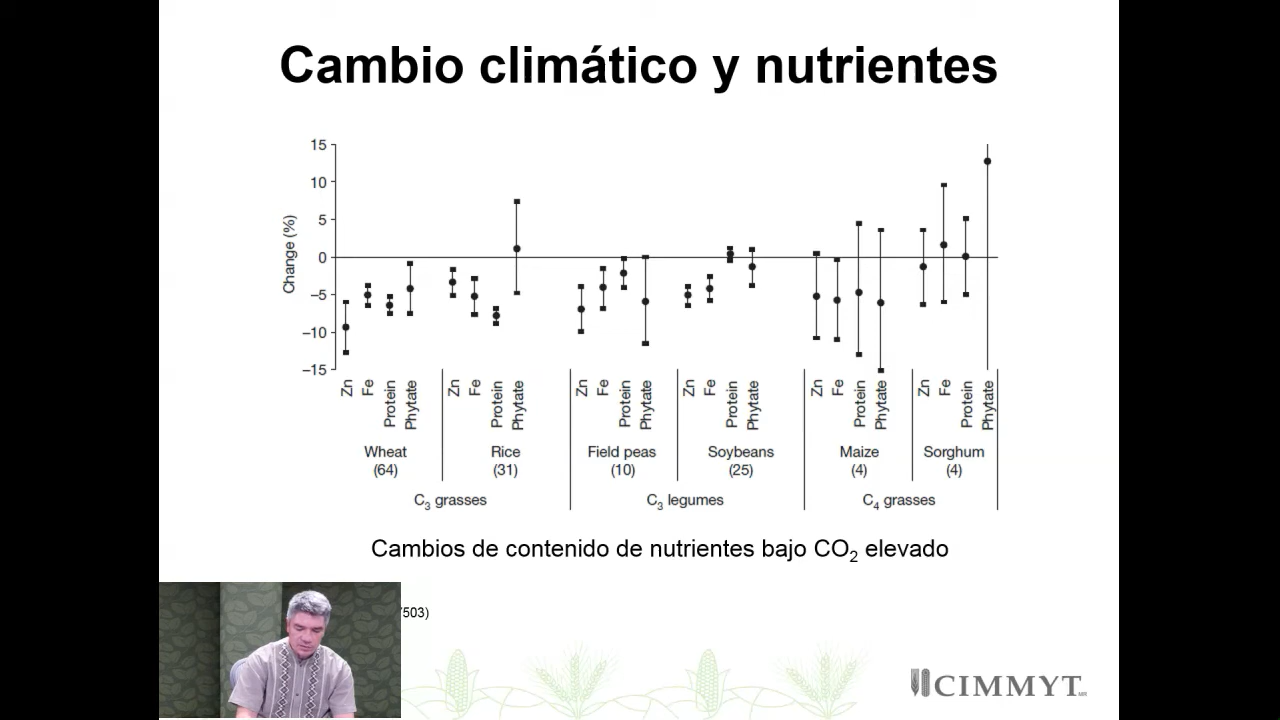 Cambio climático y nutrientes
15
10
5
0
−5
−10
−15
Change (%)
Zn Fe Protein Phytate
Zn Fe Protein Phytate
Zn Fe Protein Phytate
Zn Fe Protein Phytate
Zn Fe Protein Phytate
Zn Fe Protein Phytate
Wheat Rice Field peas Soybeans Maize Sorghum
(64) (31) (10) (25) (4) (4)
C₃ grasses C₃ legumes C₄ grasses
Cambios de contenido de nutrientes bajo CO₂ elevado
503)
CIMMYT